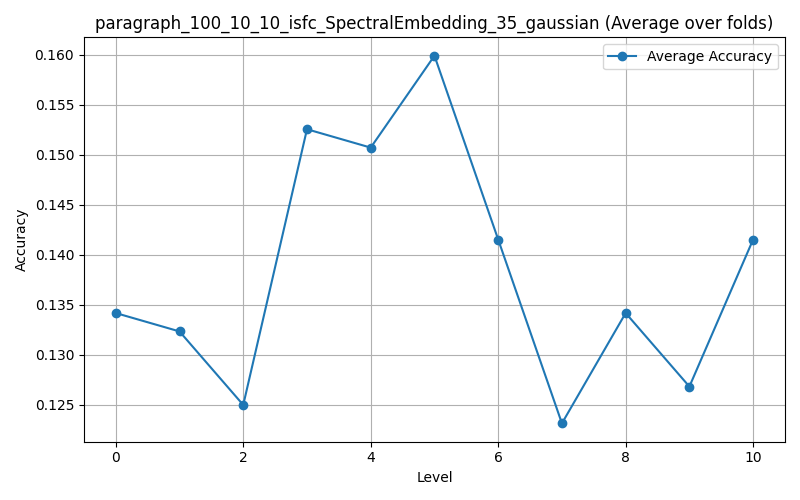 paragraph_100_10_10_isfc_SpectralEmbedding_35_gaussian (Average over folds)
Average Accuracy
0.160
0.155
0.150
0.145
0.140
0.135
0.130
0.125
Accuracy
0 2 4 6 8 10
Level